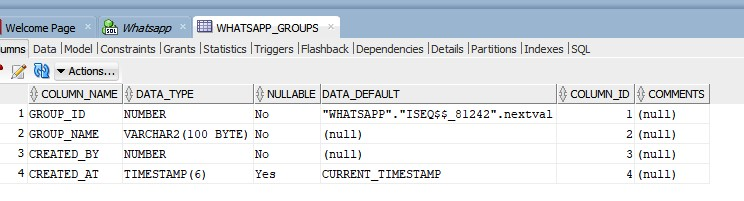 Welcome Page Whatsapp WHATSAPP_GROUPS
umns Data Model Constraints Grants Statistics Triggers Flashback Dependencies Details Partitions Indexes SQL
Actions...
COLUMN_NAME DATA_TYPE NULLABLE DATA_DEFAULT COLUMN_ID COMMENTS
1 GROUP_ID NUMBER No "WHATSAPP"."ISEQ$$_81242".nextval 1 (null)
2 GROUP_NAME VARCHAR2(100 BYTE) No (null) 2 (null)
3 CREATED_BY NUMBER No (null) 3 (null)
4 CREATED_AT TIMESTAMP(6) Yes CURRENT_TIMESTAMP 4 (null)